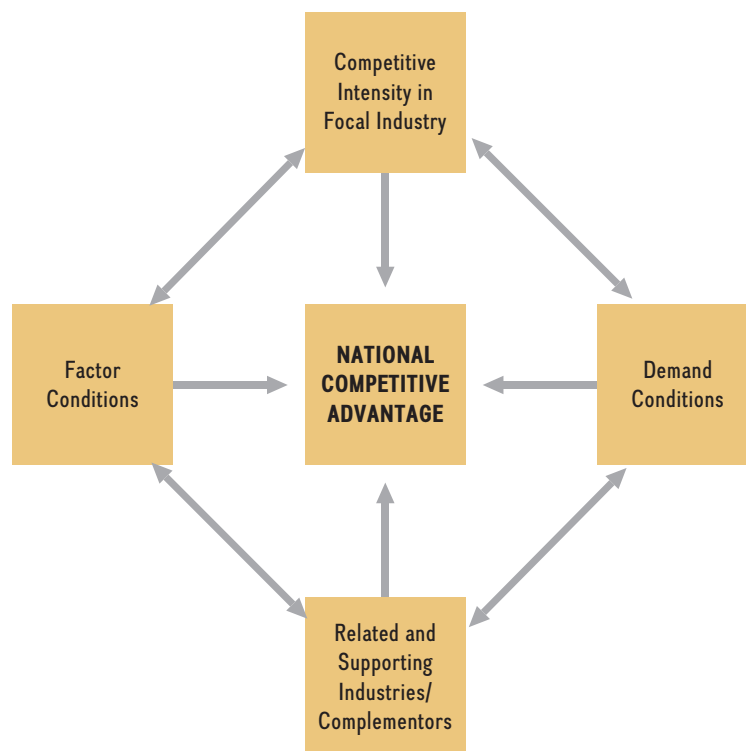 Competitive
Intensity in
Focal Industry
Factor
Conditions
NATIONAL
COMPETITIVE
ADVANTAGE
Demand
Conditions
Related and
Supporting
Industries/
Complementors